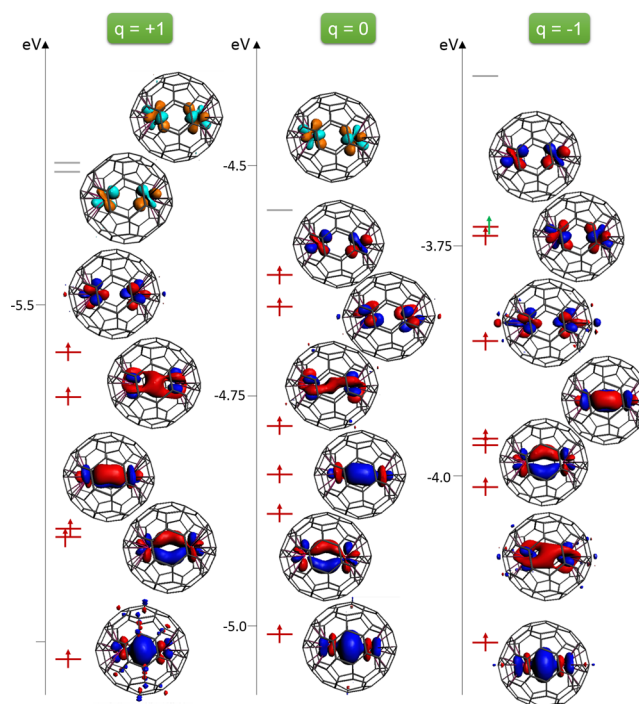 q = +1
q = 0
q = -1
eV
eV
eV
-4.5
-3.75
-5.5
-4.75
-4.0
-5.0